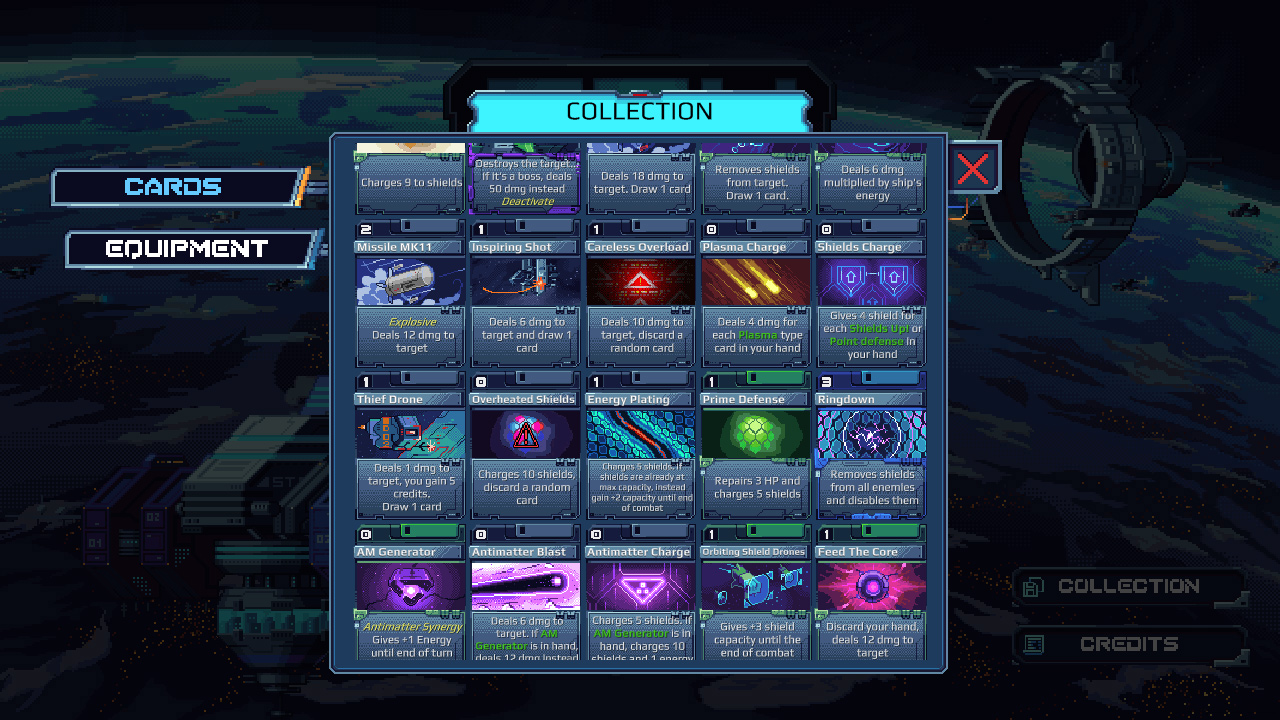 COLLECTION
CARDS
EQUIPMENT
Charges 9 to shields
Destroys the target..
If it's a boss, deals
50 dmg instead
Deactivate
Deals 18 dmg to
target. Draw 1 card
Removes shields
from target.
Draw 1 card.
Deals 6 dmg
multiplied by ship's
energy
2
Missile MK11
Explosive
Deals 12 dmg to
target
1
Inspiring Shot
Deals 6 dmg to
target and draw 1
card
1
Careless Overload
Deals 10 dmg to
target, discard a
random card
0
Plasma Charge
Deals 4 dmg for
each Plasma type
card in your hand
0
Shields Charge
Gives 4 shield for
each Shields Up! or
Point defense in
your hand
1
Thief Drone
Deals 1 dmg to
target, you gain 5
credits.
Draw 1 card
0
Overheated Shields
Charges 10 shields,
discard a random
card
1
Energy Plating
Charges 5 shields. If
shields are already at
max capacity, instead
gain +2 capacity until end
of combat
1
Prime Defense
Repairs 3 HP and
charges 5 shields
3
Ringdown
Removes shields
from all enemies
and disables them
0
AM Generator
Antimatter Synergy
Gives +1 Energy
until end of turn
0
Antimatter Blast
Deals 6 dmg to
target. If AM
Generator is in hand,
deals 12 dmg instead
0
Antimatter Charge
Charges 5 shields. If
AM Generator is in
hand, charges 10
shields and 1 energy
1
Orbiting Shield Drones
Gives +3 shield
capacity until the
end of combat
1
Feed The Core
Discard your hand,
deals 12 dmg to
target
COLLECTION
CREDITS